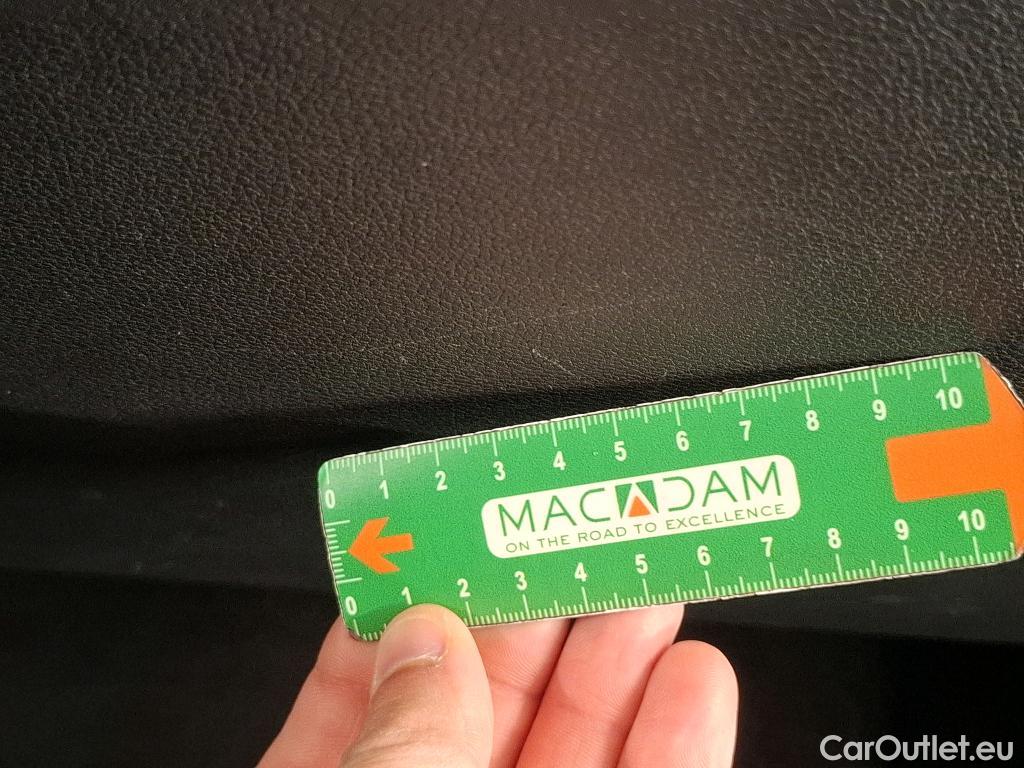 0 1 2 3 4 5 6 7 8 9 10
MACADAM
ON THE ROAD TO EXCELLENCE
0 1 2 3 4 5 6 7 8 9 10
CarOutlet.eu